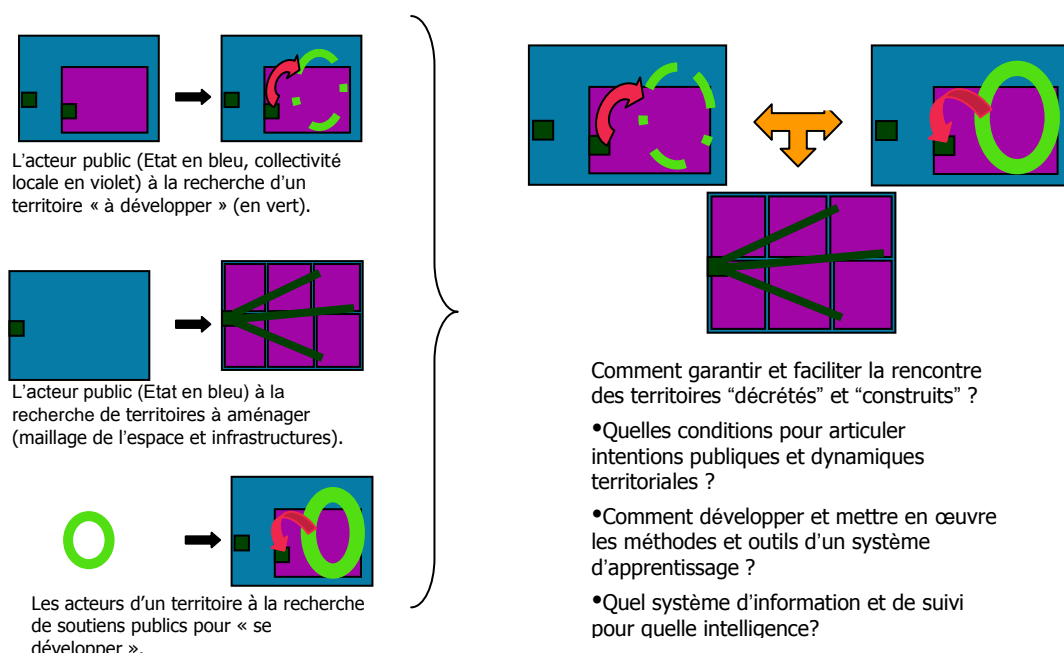 L'acteur public (Etat en bleu, collectivité
locale en violet) à la recherche d'un
territoire « à développer » (en vert).
L'acteur public (Etat en bleu) à la
recherche de territoires à aménager
(maillage de l'espace et infrastructures).
Les acteurs d'un territoire à la recherche
de soutiens publics pour « se
développer ».
Comment garantir et faciliter la rencontre
des territoires “décrétés” et “construits” ?
•Quelles conditions pour articuler
intentions publiques et dynamiques
territoriales ?
•Comment développer et mettre en œuvre
les méthodes et outils d'un système
d'apprentissage ?
•Quel système d'information et de suivi
pour quelle intelligence?